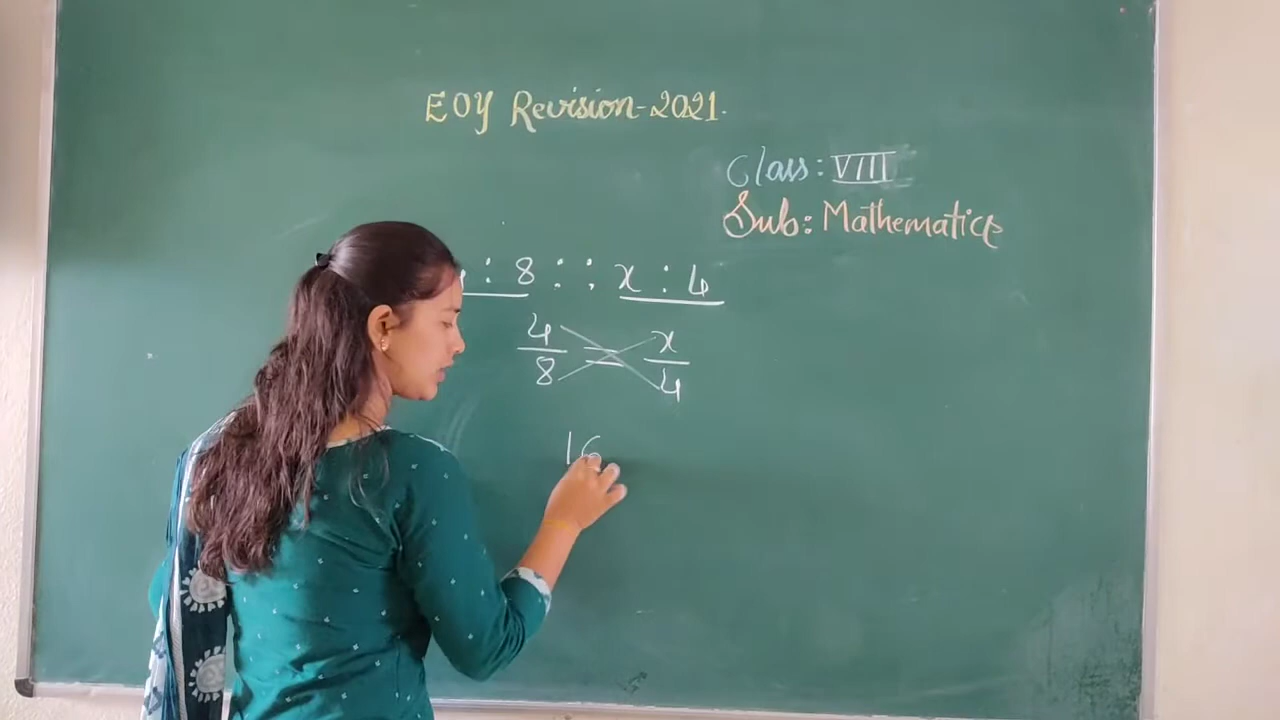 EOY Revision-2021.
Class: VIII
Sub: Mathematics
: 8 :: x : 4
4/8 = x/4
16